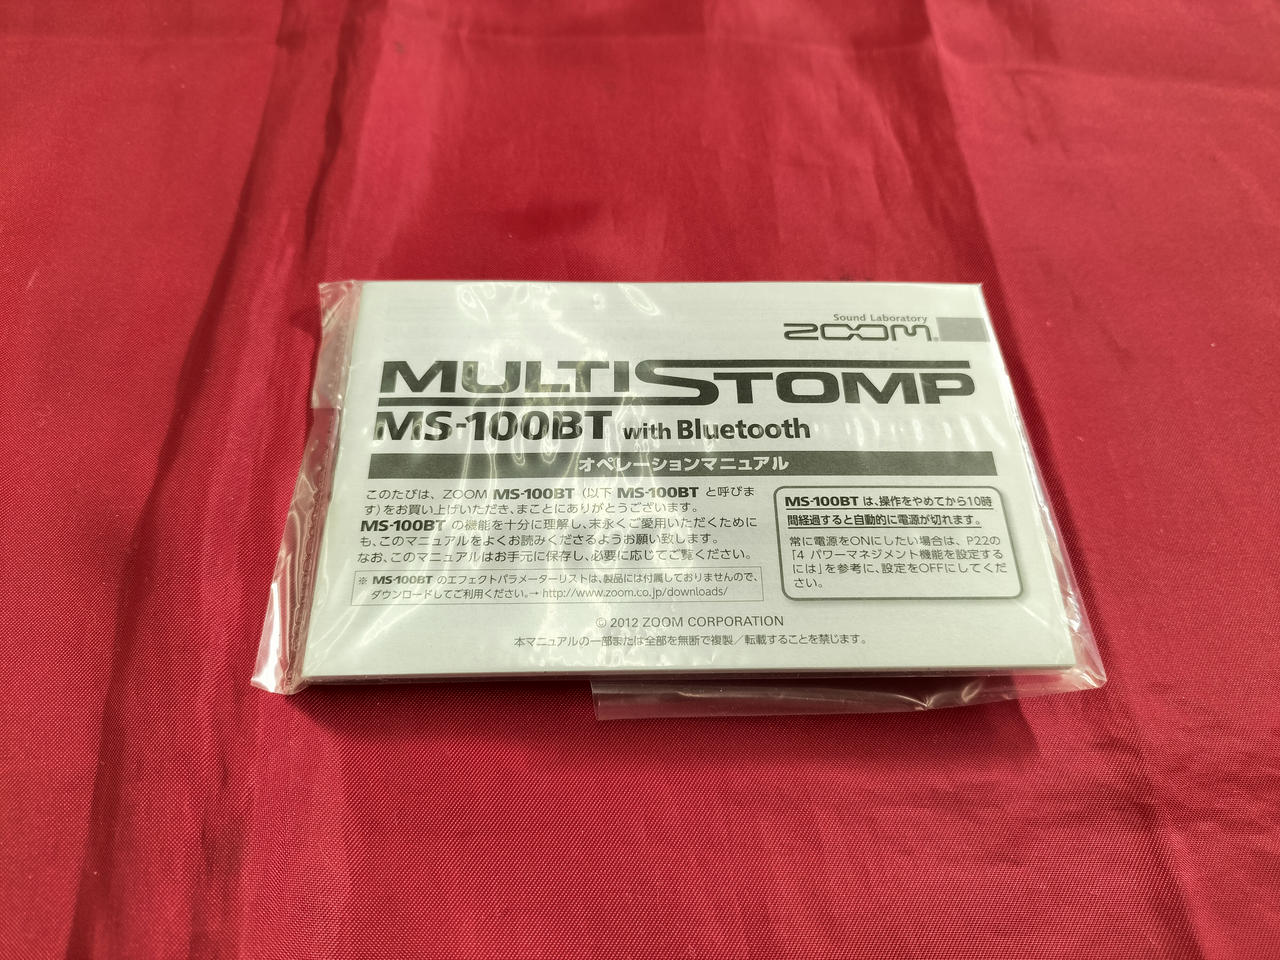 Sound Laboratory
ZOOM®
MULTISTOMP
MS-100BT with Bluetooth
オペレーションマニュアル
このたびは、ZOOM MS-100BT（以下 MS-100BT と呼びま
す）をお買い上げいただき、まことにありがとうございます。
MS-100BT の機能を十分に理解し、末永くご愛用いただくために
も、このマニュアルをよくお読みくださるようお願い致します。
なお、このマニュアルはお手元に保存し、必要に応じてご覧ください。
※ MS-100BT のエフェクトパラメーターリストは、製品には付属しておりませんので、
ダウンロードしてご利用ください。→ http://www.zoom.co.jp/downloads/
MS-100BT は、操作をやめてから10時
間経過すると自動的に電源が切れます。
常に電源をONにしたい場合は、P22の
「4 パワーマネジメント機能を設定する
には」を参考に、設定をOFFにしてくだ
さい。
© 2012 ZOOM CORPORATION
本マニュアルの一部または全部を無断で複製／転載することを禁じます。